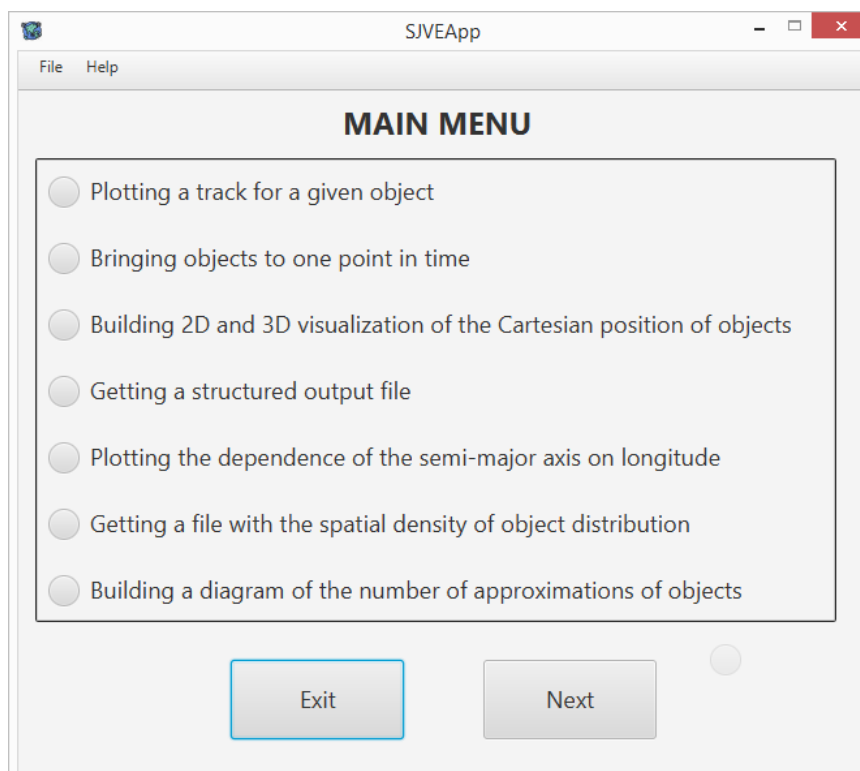 SJVEApp
File Help
MAIN MENU
Plotting a track for a given object
Bringing objects to one point in time
Building 2D and 3D visualization of the Cartesian position of objects
Getting a structured output file
Plotting the dependence of the semi-major axis on longitude
Getting a file with the spatial density of object distribution
Building a diagram of the number of approximations of objects
Exit Next